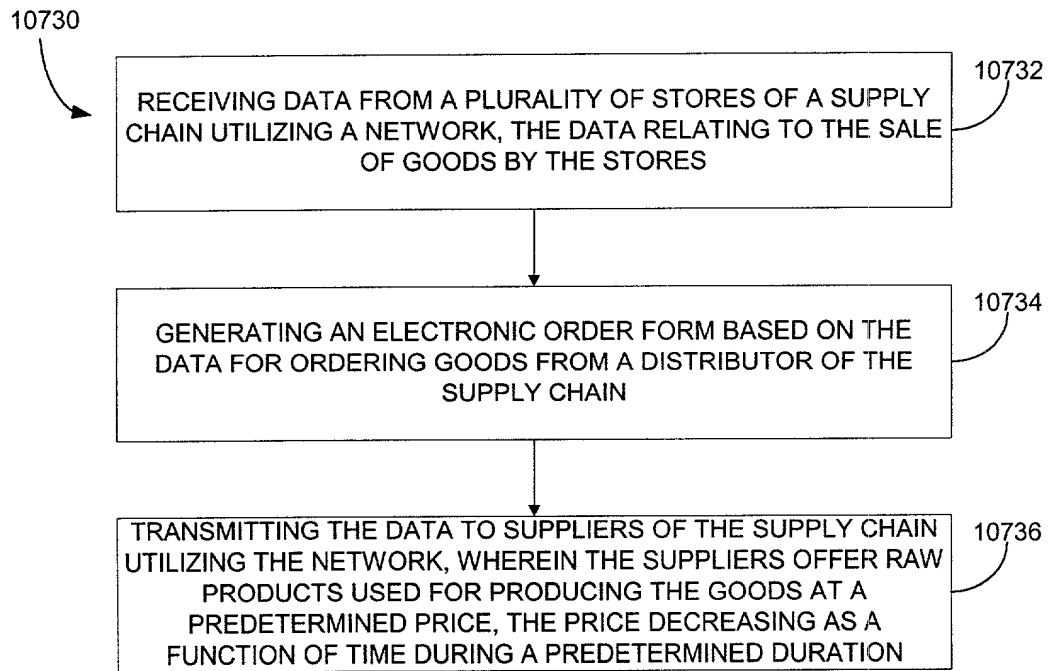 10730
10732
RECEIVING DATA FROM A PLURALITY OF STORES OF A SUPPLY
CHAIN UTILIZING A NETWORK, THE DATA RELATING TO THE SALE
OF GOODS BY THE STORES
10734
GENERATING AN ELECTRONIC ORDER FORM BASED ON THE
DATA FOR ORDERING GOODS FROM A DISTRIBUTOR OF THE
SUPPLY CHAIN
10736
TRANSMITTING THE DATA TO SUPPLIERS OF THE SUPPLY CHAIN
UTILIZING THE NETWORK, WHEREIN THE SUPPLIERS OFFER RAW
PRODUCTS USED FOR PRODUCING THE GOODS AT A
PREDETERMINED PRICE, THE PRICE DECREASING AS A
FUNCTION OF TIME DURING A PREDETERMINED DURATION